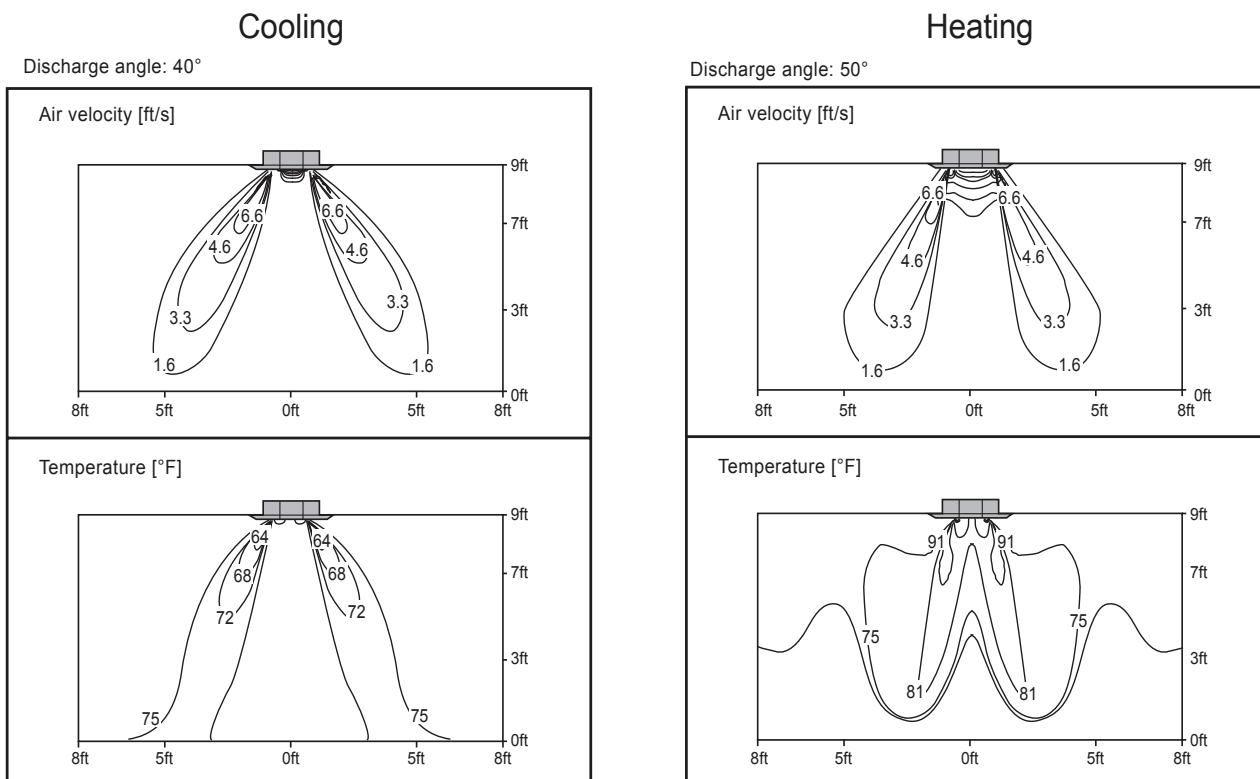 Cooling
Discharge angle: 40°
Air velocity [ft/s]
9ft
6.6 6.6
7ft
4.6 4.6
3.3
3ft
3.3
1.6 1.6
0ft
8ft 5ft 0ft 5ft 8ft
Temperature [°F]
9ft
64 64
68 68
7ft
72 72
3ft
75 75
0ft
8ft 5ft 0ft 5ft 8ft
Heating
Discharge angle: 50°
Air velocity [ft/s]
9ft
6.6 6.6
7ft
4.6 4.6
3ft
3.3 3.3
1.6 1.6
0ft
8ft 5ft 0ft 5ft 8ft
Temperature [°F]
9ft
91 91
7ft
75 75
3ft
81 81
0ft
8ft 5ft 0ft 5ft 8ft